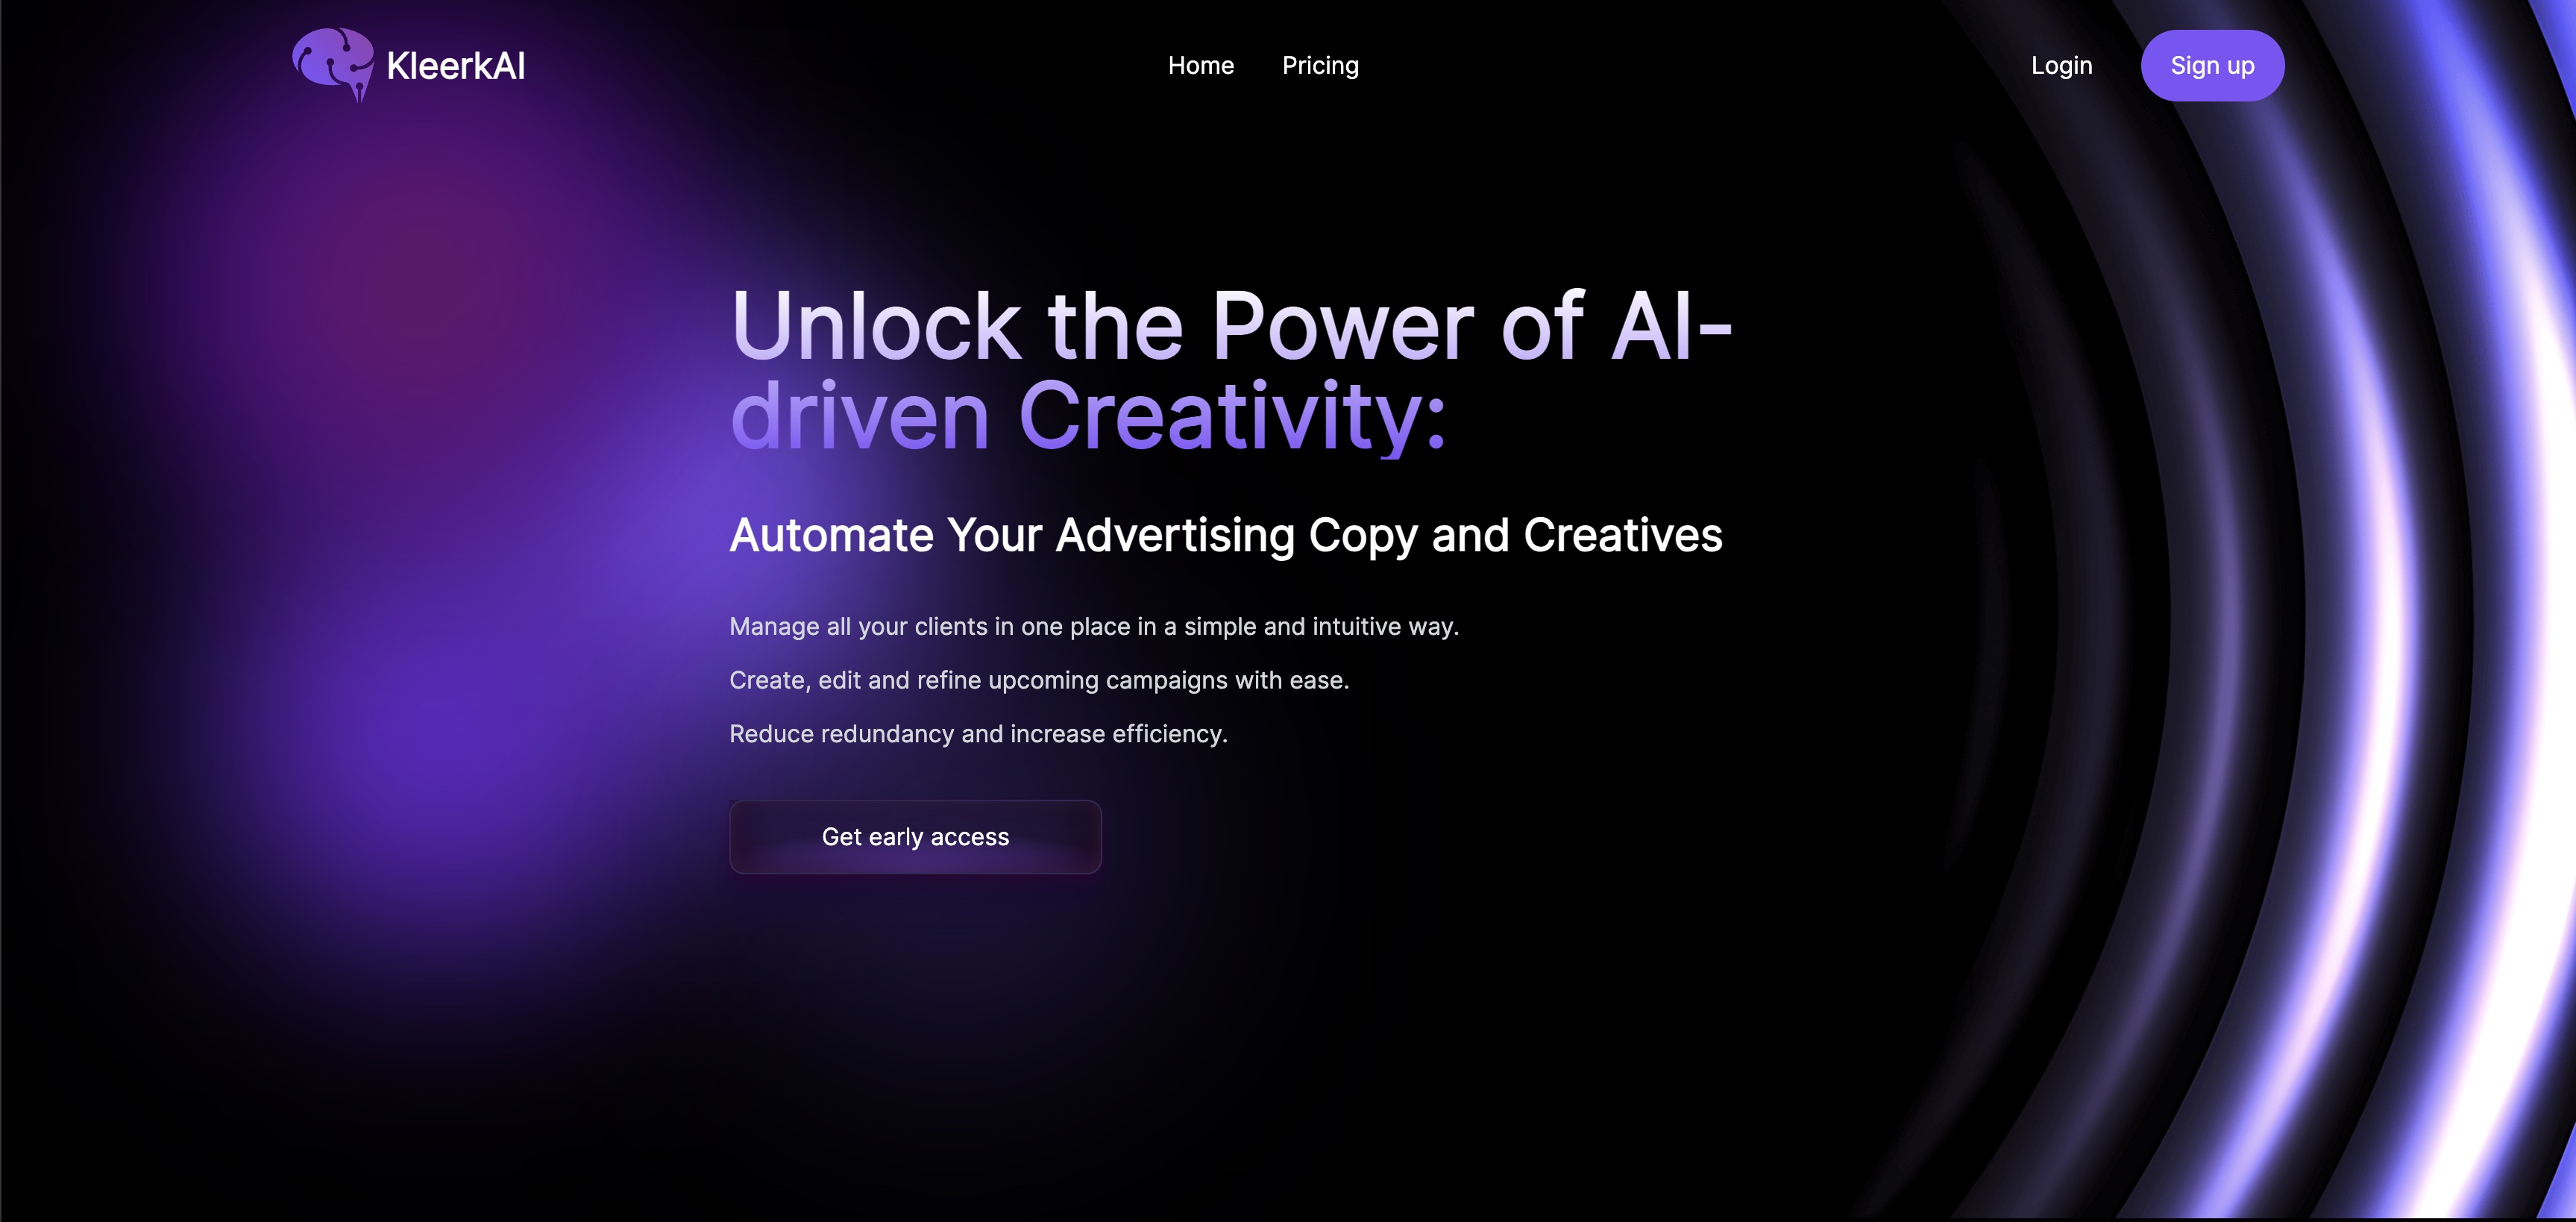 KleerkAI
Home
Pricing
Login
Sign up
Unlock the Power of AI-
driven Creativity:
Automate Your Advertising Copy and Creatives
Manage all your clients in one place in a simple and intuitive way.
Create, edit and refine upcoming campaigns with ease.
Reduce redundancy and increase efficiency.
Get early access